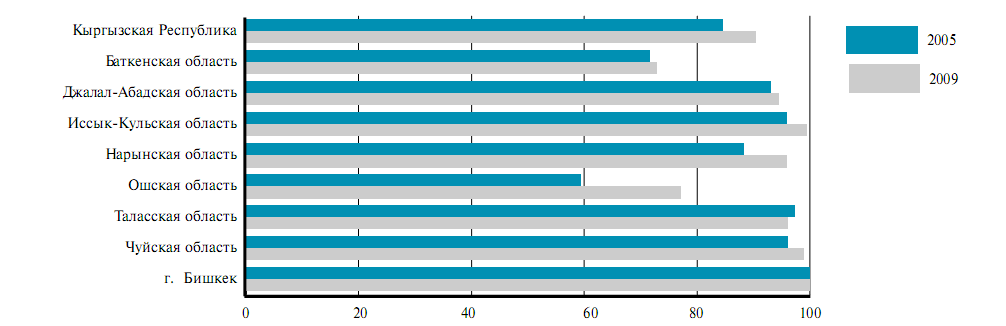 Кыргызская Республика
Баткенская область
Джалал-Абадская область
Иссык-Кульская область
Нарынская область
Ошская область
Таласская область
Чуйская область
г. Бишкек
0 20 40 60 80 100
2005
2009